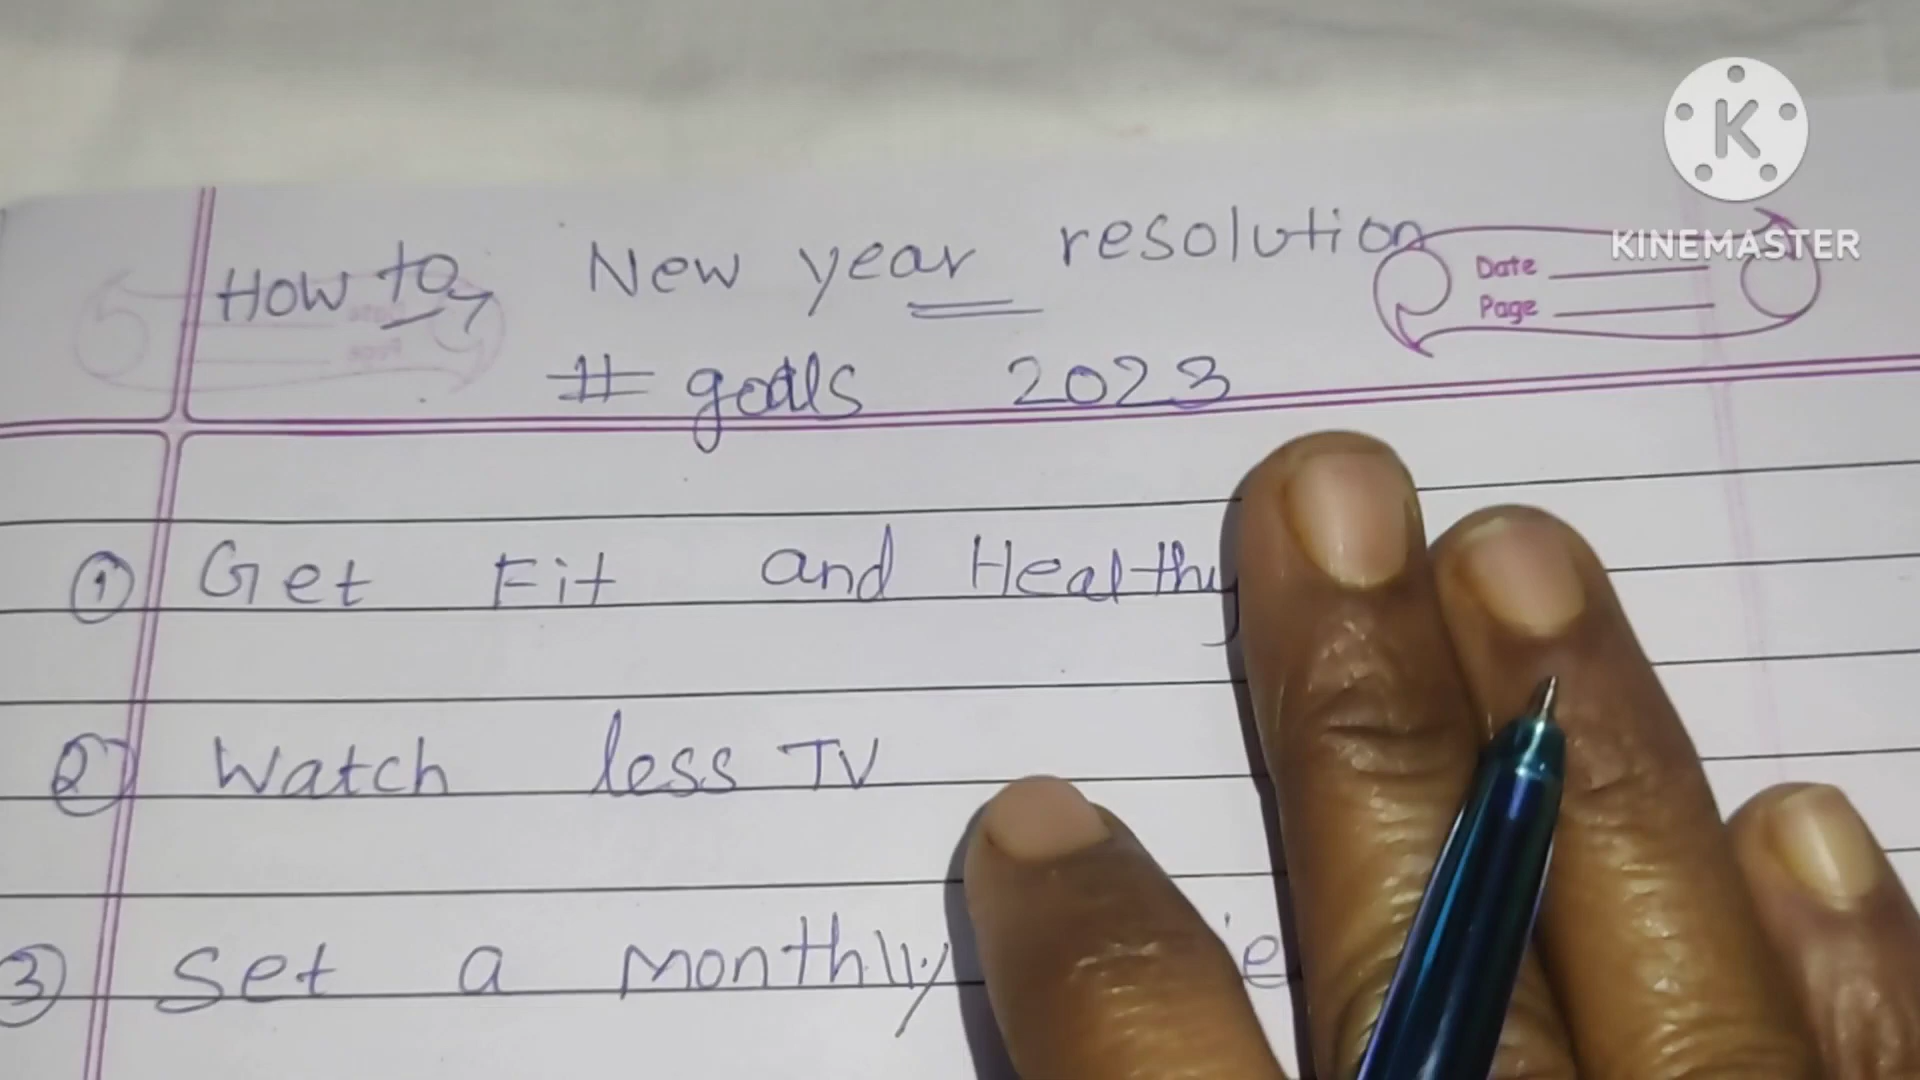 How to New year resolution
# goals 2023
Date
Page
① Get Fit and Healthy
② Watch less TV
③ Set a monthly
KINEMASTER